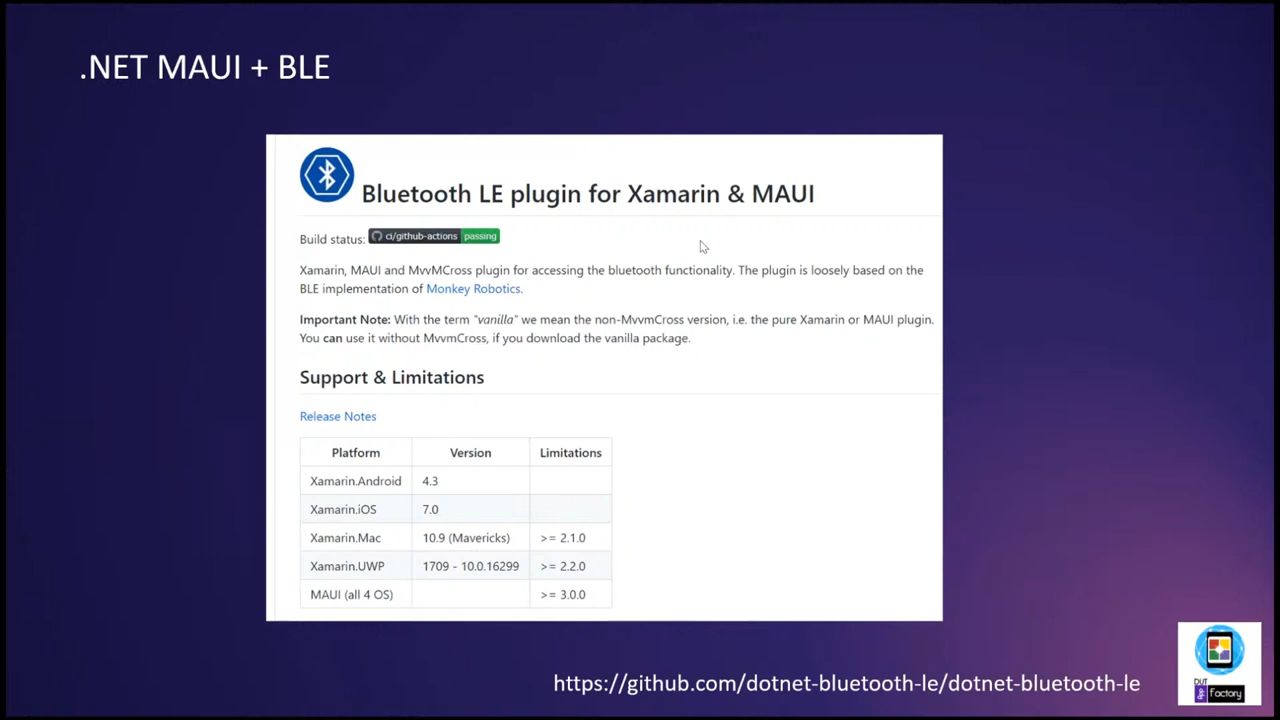 .NET MAUI + BLE
Bluetooth LE plugin for Xamarin & MAUI
Build status: ci/github-actions passing
Xamarin, MAUI and MvvMCross plugin for accessing the bluetooth functionality. The plugin is loosely based on the
BLE implementation of Monkey Robotics.
Important Note: With the term "vanilla" we mean the non-MvvmCross version, i.e. the pure Xamarin or MAUI plugin.
You can use it without MvvmCross, if you download the vanilla package.
Support & Limitations
Release Notes
Platform Version Limitations
Xamarin.Android 4.3
Xamarin.iOS 7.0
Xamarin.Mac 10.9 (Mavericks) >= 2.1.0
Xamarin.UWP 1709 - 10.0.16299 >= 2.2.0
MAUI (all 4 OS) >= 3.0.0
https://github.com/dotnet-bluetooth-le/dotnet-bluetooth-le
DUT
App Factory